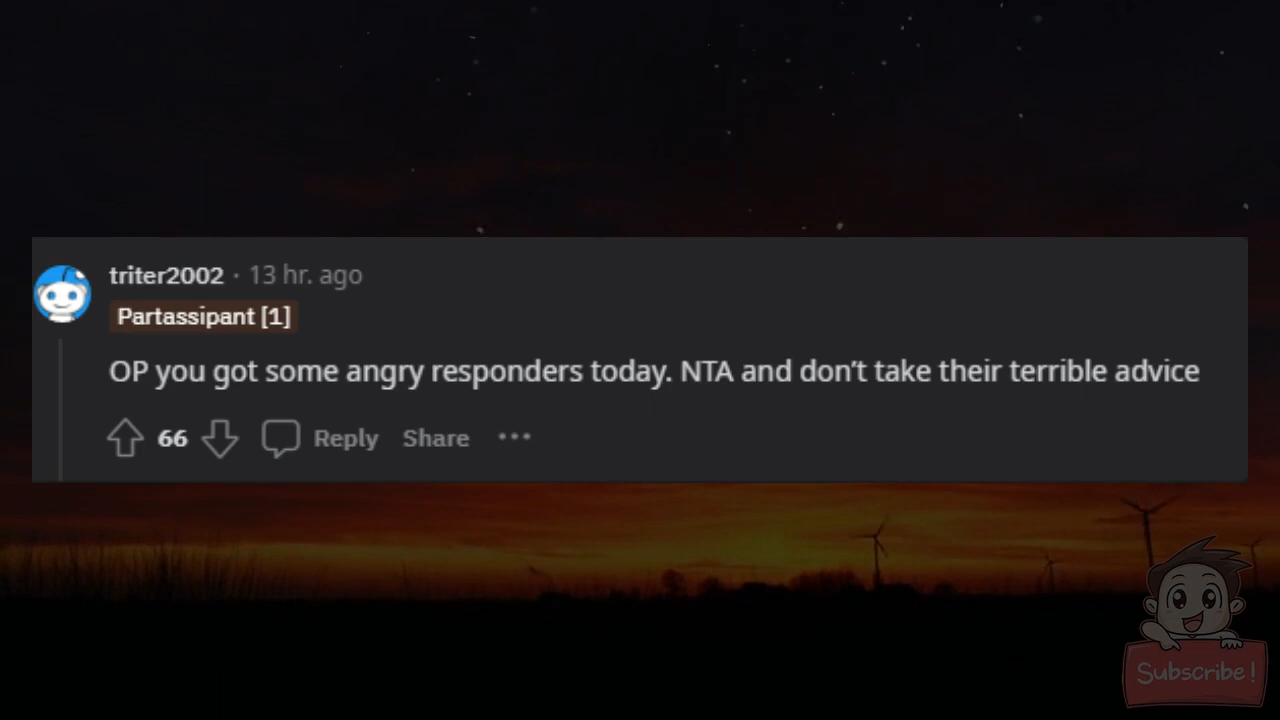 triter2002 · 13 hr. ago
Partassipant [1]
OP you got some angry responders today. NTA and don’t take their terrible advice
66 Reply Share •••
Subscribe!